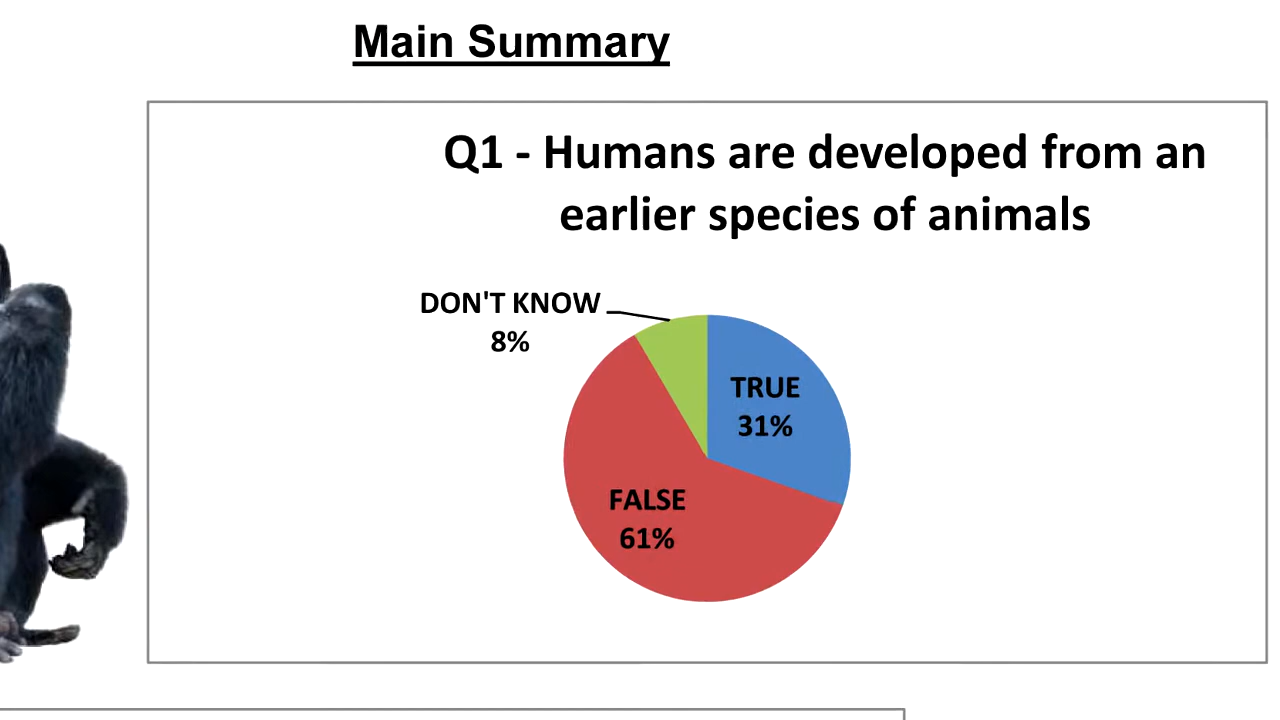 Main Summary
Q1 - Humans are developed from an
earlier species of animals
DON'T KNOW
8%
TRUE
31%
FALSE
61%